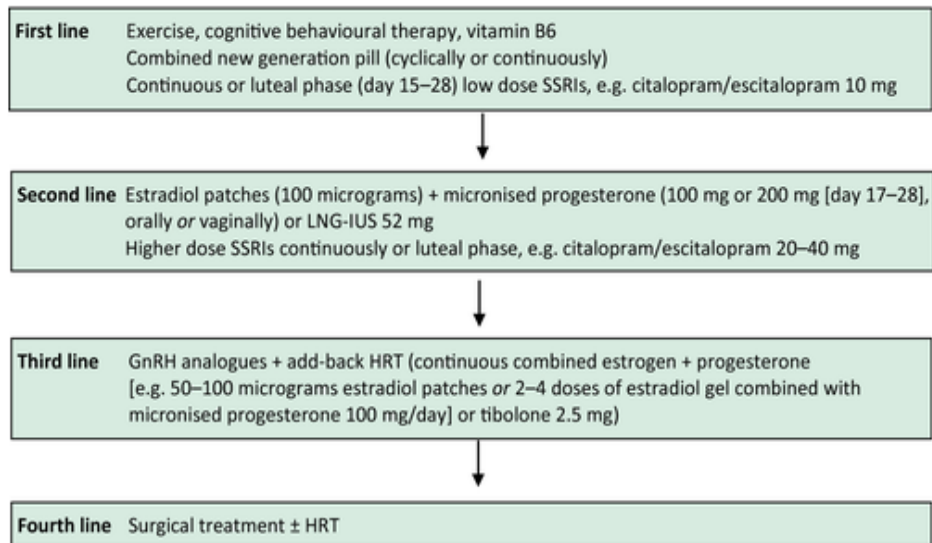 First line Exercise, cognitive behavioural therapy, vitamin B6
Combined new generation pill (cyclically or continuously)
Continuous or luteal phase (day 15–28) low dose SSRIs, e.g. citalopram/escitalopram 10 mg
Second line Estradiol patches (100 micrograms) + micronised progesterone (100 mg or 200 mg [day 17–28],
orally or vaginally) or LNG-IUS 52 mg
Higher dose SSRIs continuously or luteal phase, e.g. citalopram/escitalopram 20–40 mg
Third line GnRH analogues + add-back HRT (continuous combined estrogen + progesterone
[e.g. 50–100 micrograms estradiol patches or 2–4 doses of estradiol gel combined with
micronised progesterone 100 mg/day] or tibolone 2.5 mg)
Fourth line Surgical treatment ± HRT